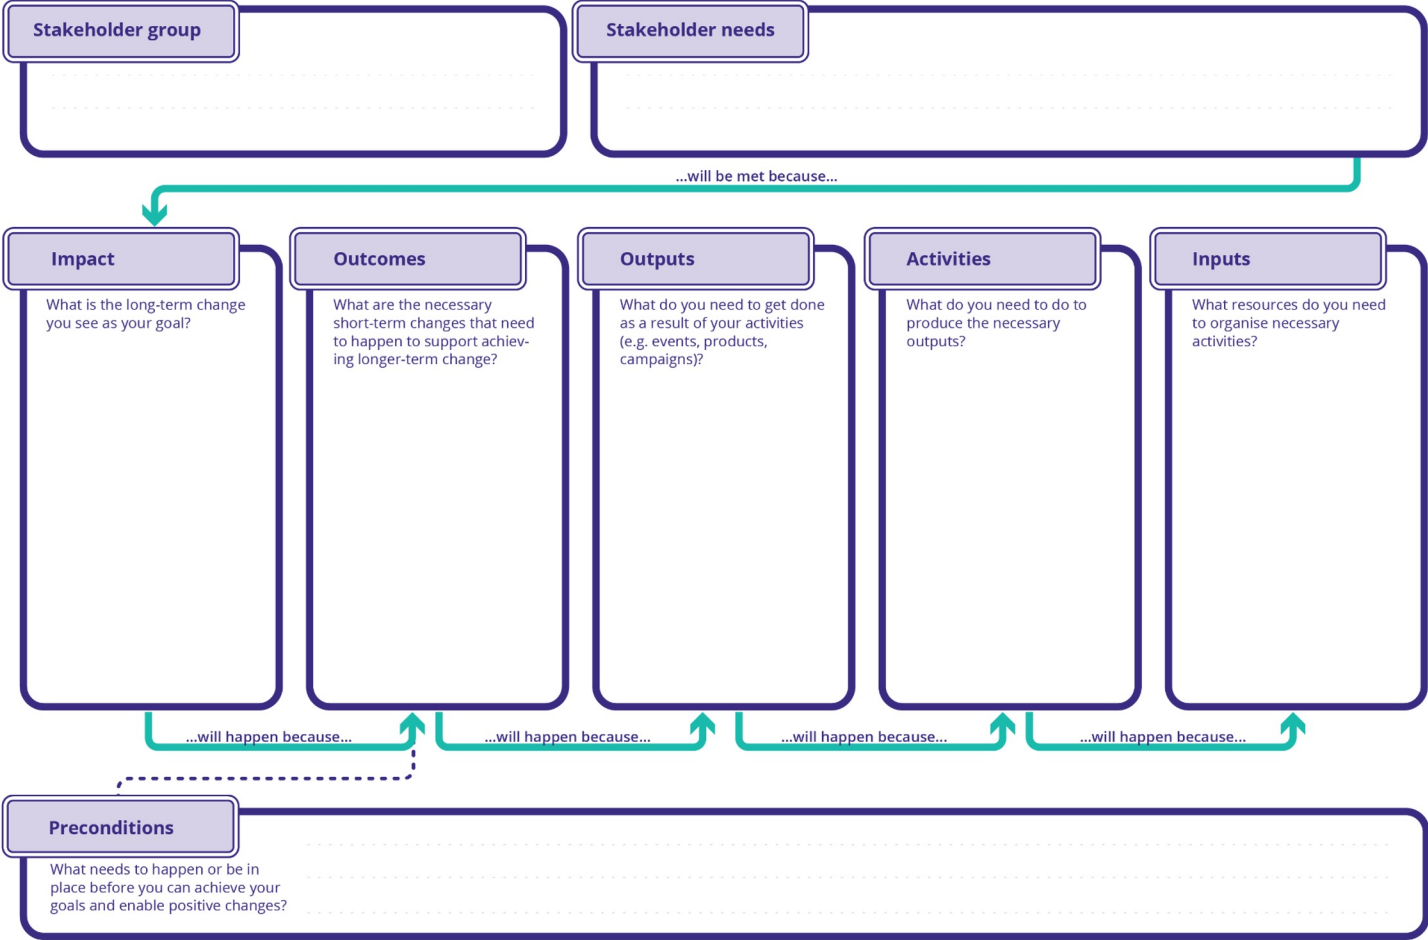 Stakeholder group
Stakeholder needs
...will be met because...
Impact
What is the long-term change
you see as your goal?
Outcomes
What are the necessary
short-term changes that need
to happen to support achiev-
ing longer-term change?
Outputs
What do you need to get done
as a result of your activities
(e.g. events, products,
campaigns)?
Activities
What do you need to do to
produce the necessary
outputs?
Inputs
What resources do you need
to organise necessary
activities?
...will happen because...
...will happen because...
...will happen because...
...will happen because...
Preconditions
What needs to happen or be in
place before you can achieve your
goals and enable positive changes?